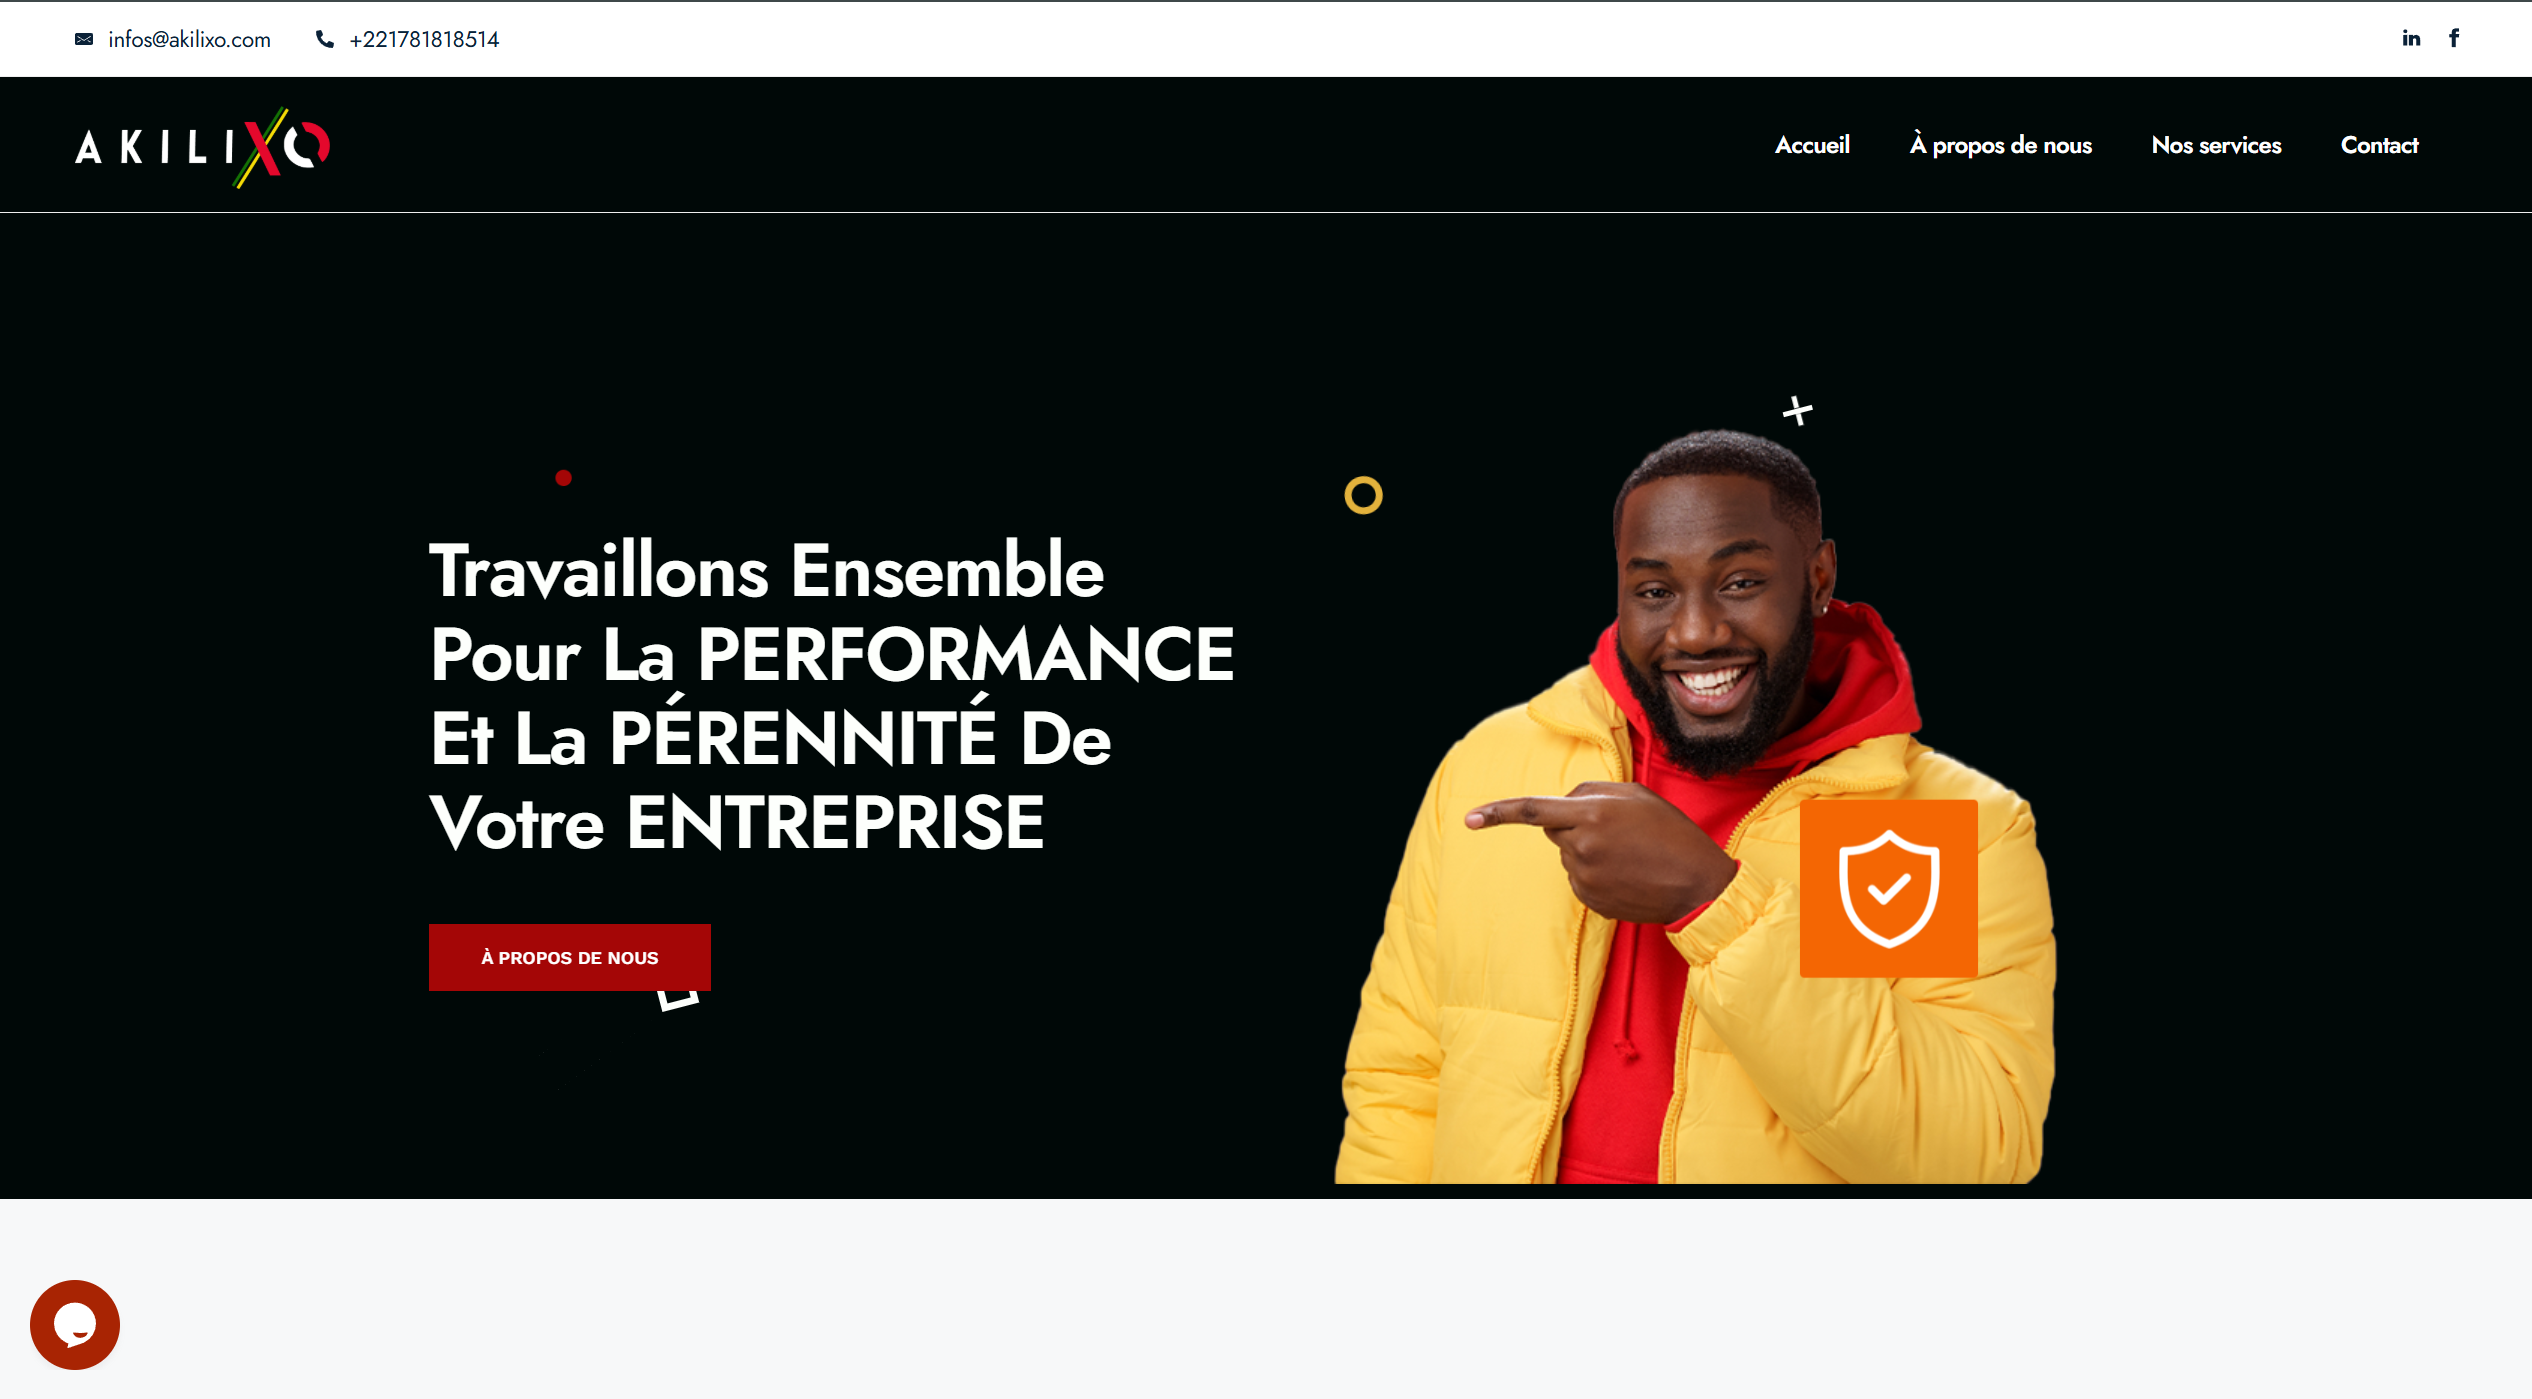 infos@akilixo.com
+221781818514
in
f
AKILIXO
Accueil
À propos de nous
Nos services
Contact
Travaillons Ensemble
Pour La PERFORMANCE
Et La PÉRENNITÉ De
Votre ENTREPRISE
À PROPOS DE NOUS